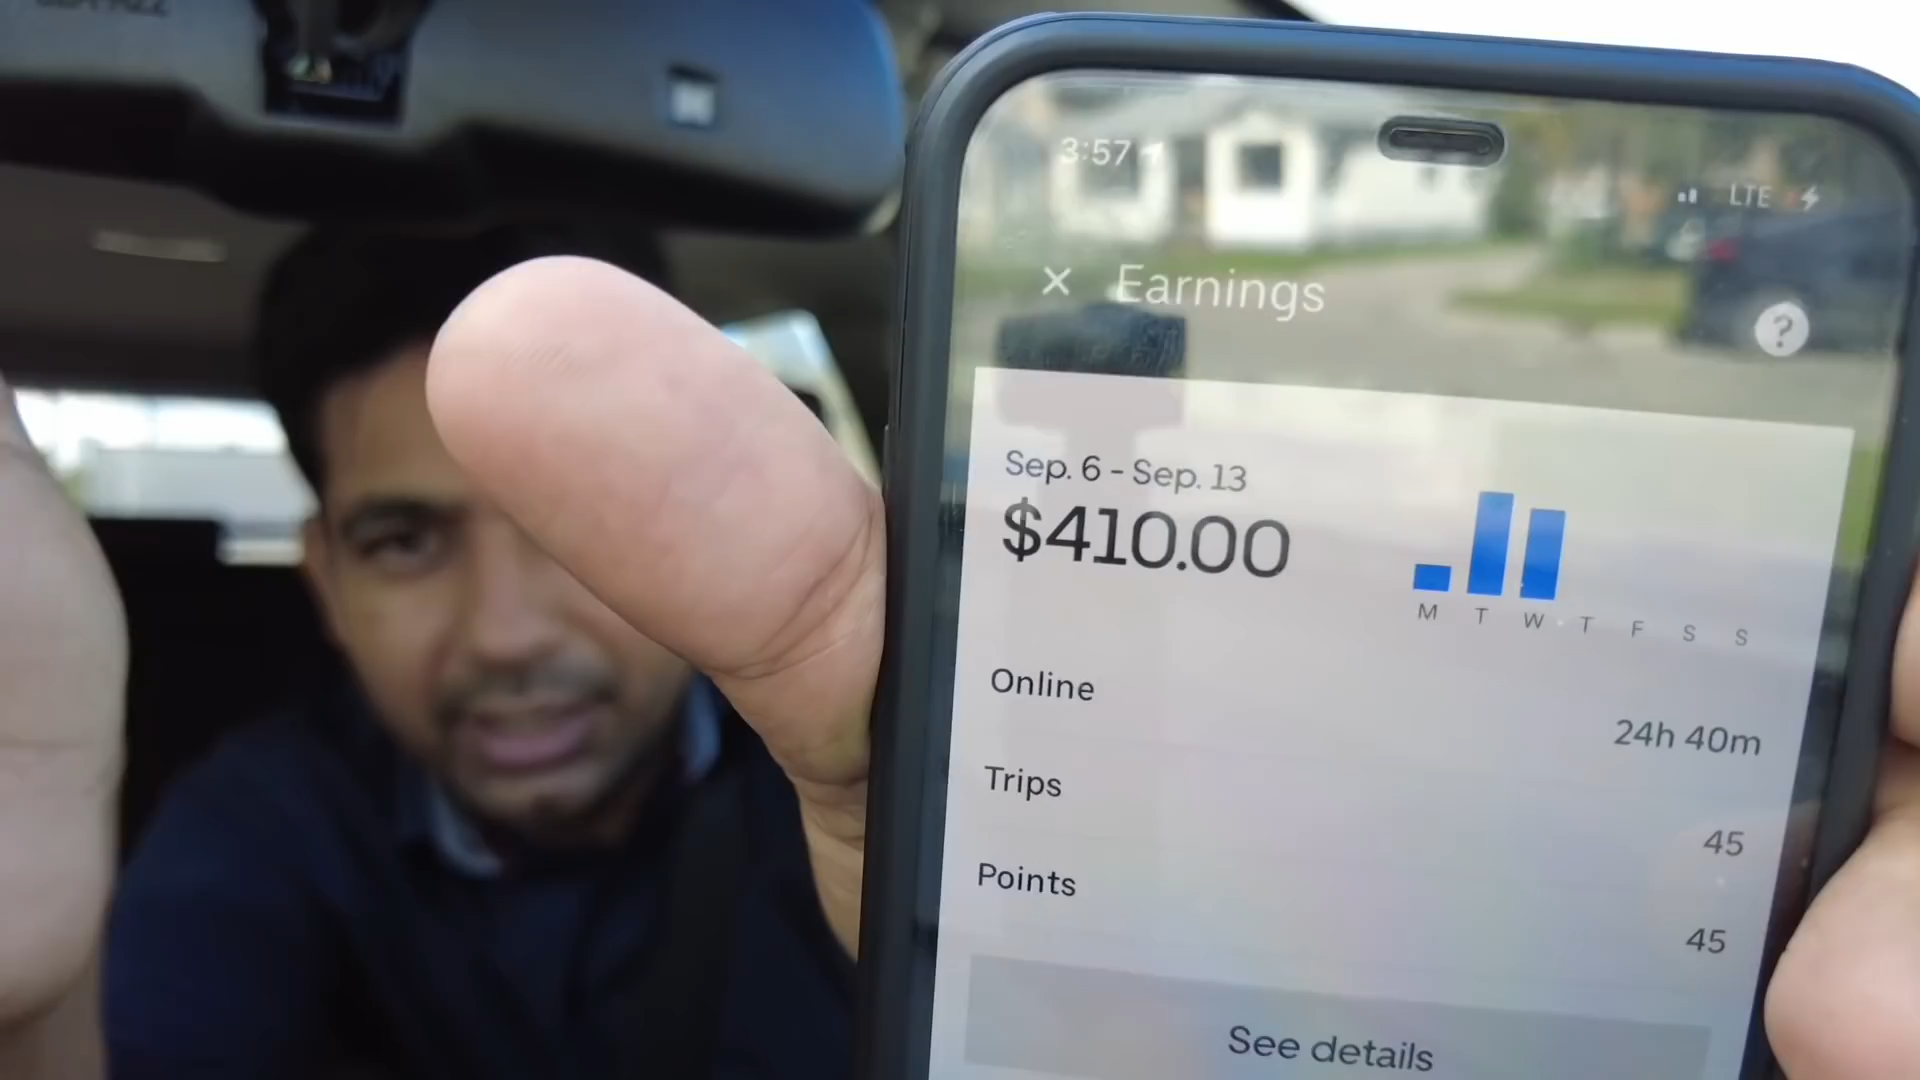 3:57
LTE
Earnings
?
Sep. 6 - Sep. 13
$410.00
M T W T F S S
Online
24h 40m
Trips
45
Points
45
See details